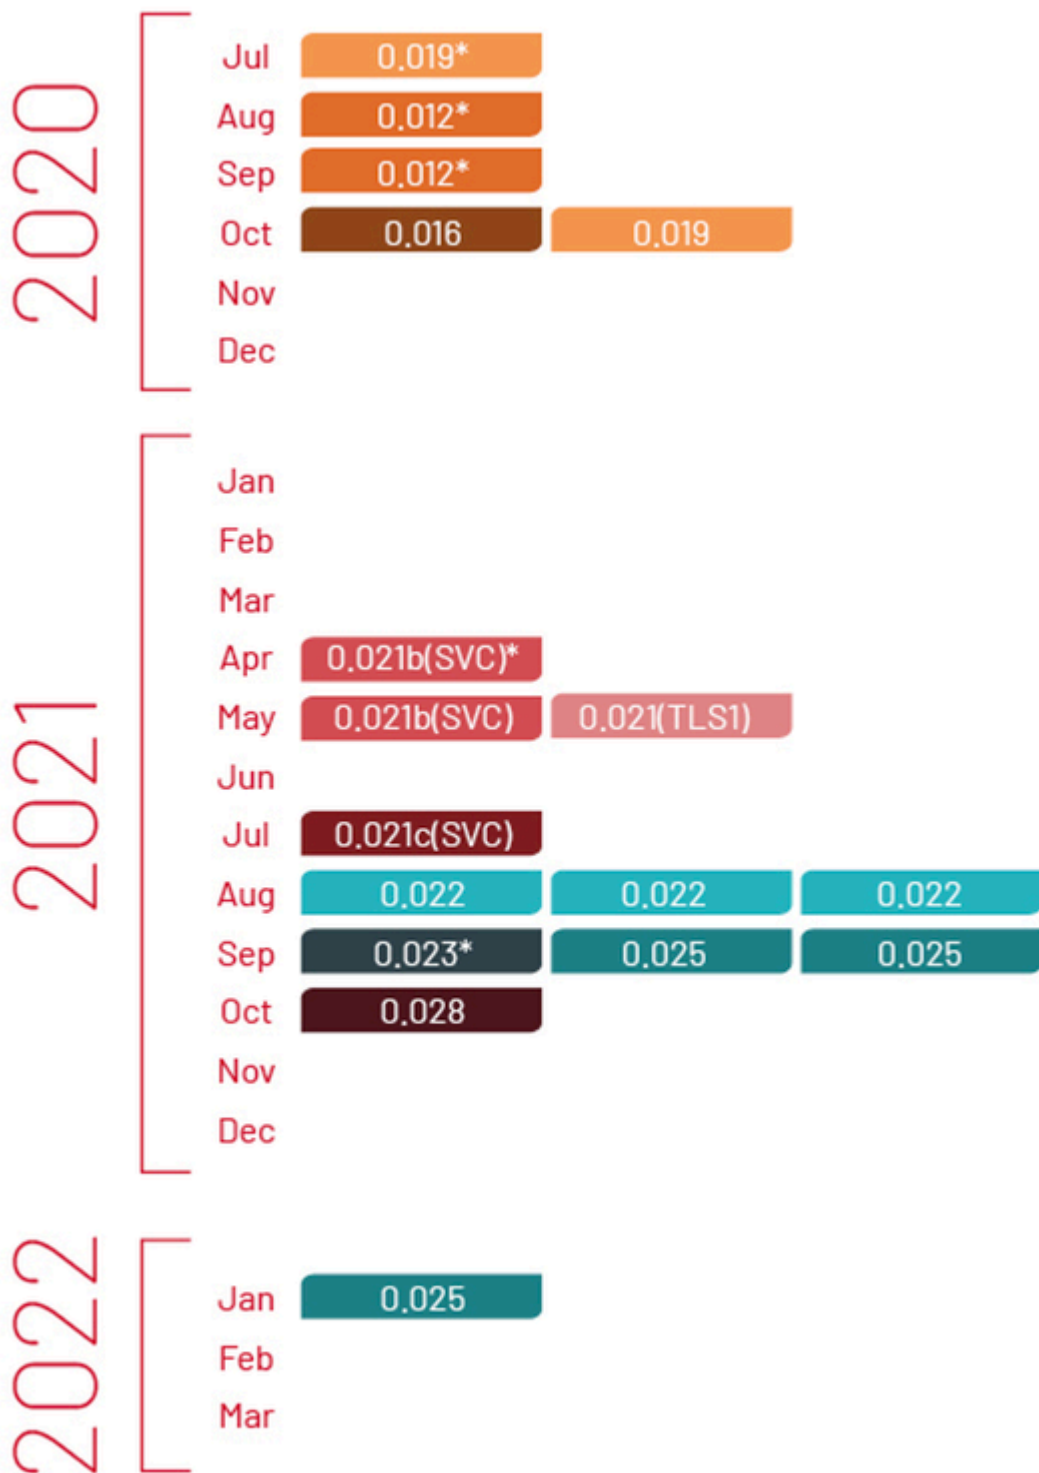 2020
Jul 0.019*
Aug 0.012*
Sep 0.012*
Oct 0.016 0.019
Nov
Dec
2021
Jan
Feb
Mar
Apr 0.021b(SVC)*
May 0.021b(SVC) 0.021(TLS1)
Jun
Jul 0.021c(SVC)
Aug 0.022 0.022 0.022
Sep 0.023* 0.025 0.025
Oct 0.028
Nov
Dec
2022
Jan 0.025
Feb
Mar